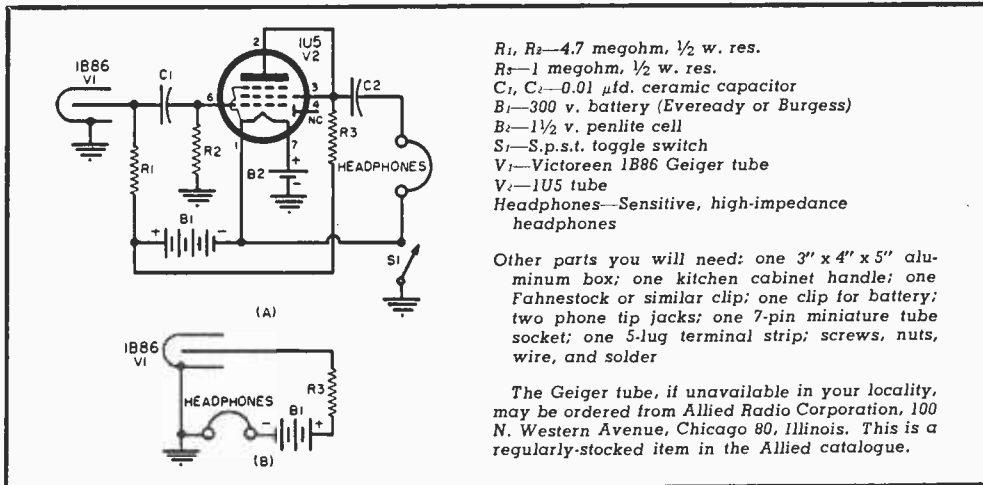 1B86
V1
C1
2
1U5
V2
6
3
4
NC
C2
R3
R2
1
7
R1
B2
+
-
HEADPHONES
+
B1
-
S1
(A)
1B86
V1
R3
HEADPHONES
-
B1
+
(B)
R1, R2—4.7 megohm, ½ w. res.
R3—1 megohm, ½ w. res.
C1, C2—0.01 µfd. ceramic capacitor
B1—300 v. battery (Eveready or Burgess)
B2—1½ v. penlite cell
S1—S.p.s.t. toggle switch
V1—Victoreen 1B86 Geiger tube
V2—1U5 tube
Headphones—Sensitive, high-impedance
headphones
Other parts you will need: one 3" x 4" x 5" alu-
minum box; one kitchen cabinet handle; one
Fahnestock or similar clip; one clip for battery;
two phone tip jacks; one 7-pin miniature tube
socket; one 5-lug terminal strip; screws, nuts,
wire, and solder
The Geiger tube, if unavailable in your locality,
may be ordered from Allied Radio Corporation, 100
N. Western Avenue, Chicago 80, Illinois. This is a
regularly-stocked item in the Allied catalogue.